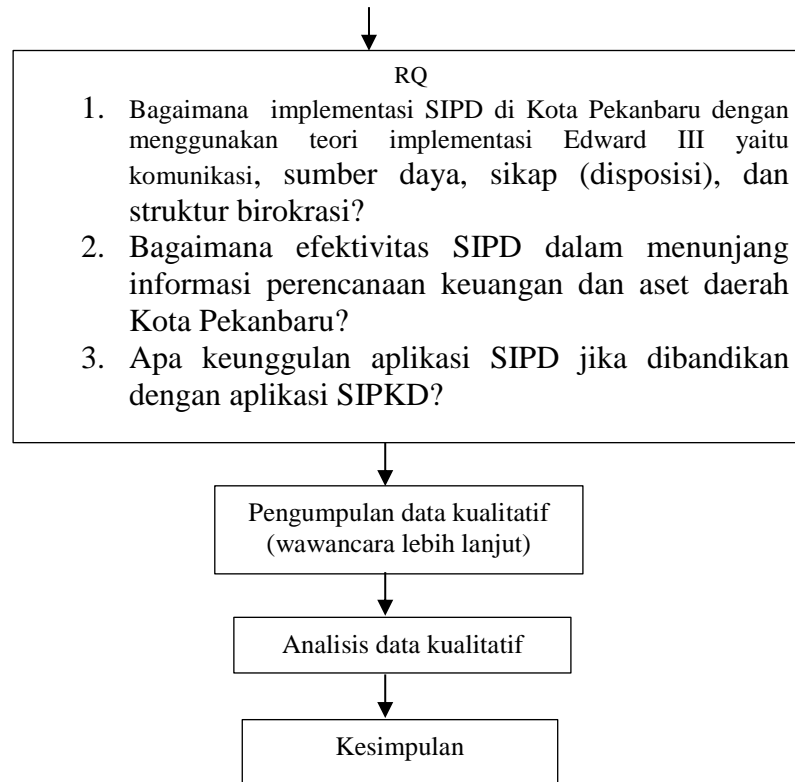 RQ
1. Bagaimana implementasi SIPD di Kota Pekanbaru dengan
menggunakan teori implementasi Edward III yaitu
komunikasi, sumber daya, sikap (disposisi), dan
struktur birokrasi?
2. Bagaimana efektivitas SIPD dalam menunjang
informasi perencanaan keuangan dan aset daerah
Kota Pekanbaru?
3. Apa keunggulan aplikasi SIPD jika dibandikan
dengan aplikasi SIPKD?
Pengumpulan data kualitatif
(wawancara lebih lanjut)
Analisis data kualitatif
Kesimpulan